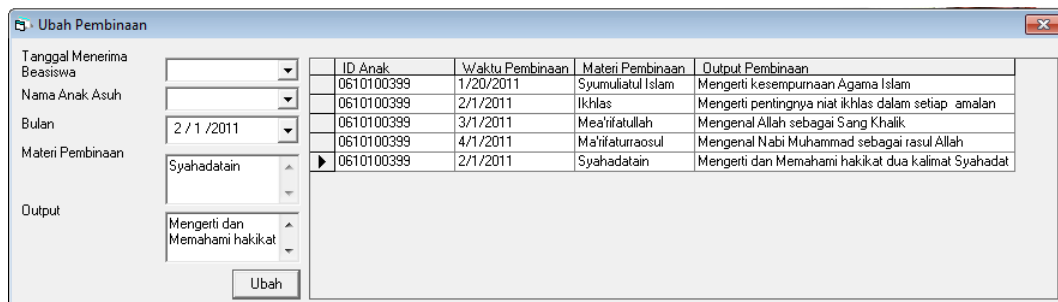 Ubah Pembinaan
Tanggal Menerima
Beasiswa
Nama Anak Asuh
Bulan
2 / 1 /2011
Materi Pembinaan
Syahadatain
Output
Mengerti dan
Memahami hakikat
Ubah
ID Anak Waktu Pembinaan Materi Pembinaan Output Pembinaan
0610100399 1/20/2011 Syumuliatul Islam Mengerti kesempurnaan Agama Islam
0610100399 2/1/2011 Ikhlas Mengerti pentingnya niat ikhlas dalam setiap amalan
0610100399 3/1/2011 Mea'rifatullah Mengenal Allah sebagai Sang Khalik
0610100399 4/1/2011 Ma'rifaturraosul Mengenal Nabi Muhammad sebagai rasul Allah
0610100399 2/1/2011 Syahadatain Mengerti dan Memahami hakikat dua kalimat Syahadat